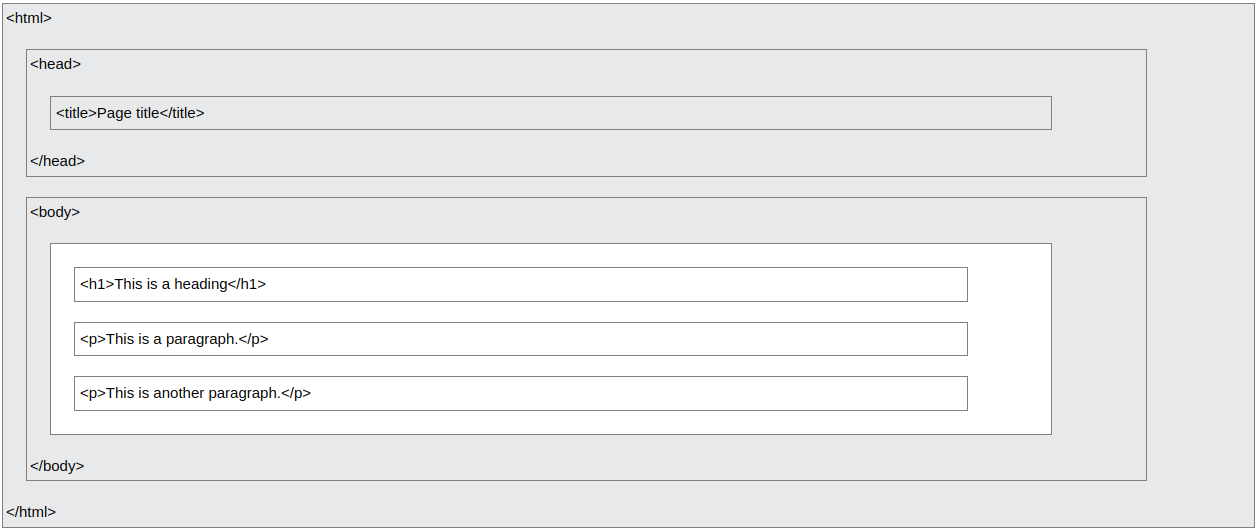 <html>
<head>
<title>Page title</title>
</head>
<body>
<h1>This is a heading</h1>
<p>This is a paragraph.</p>
<p>This is another paragraph.</p>
</body>
</html>